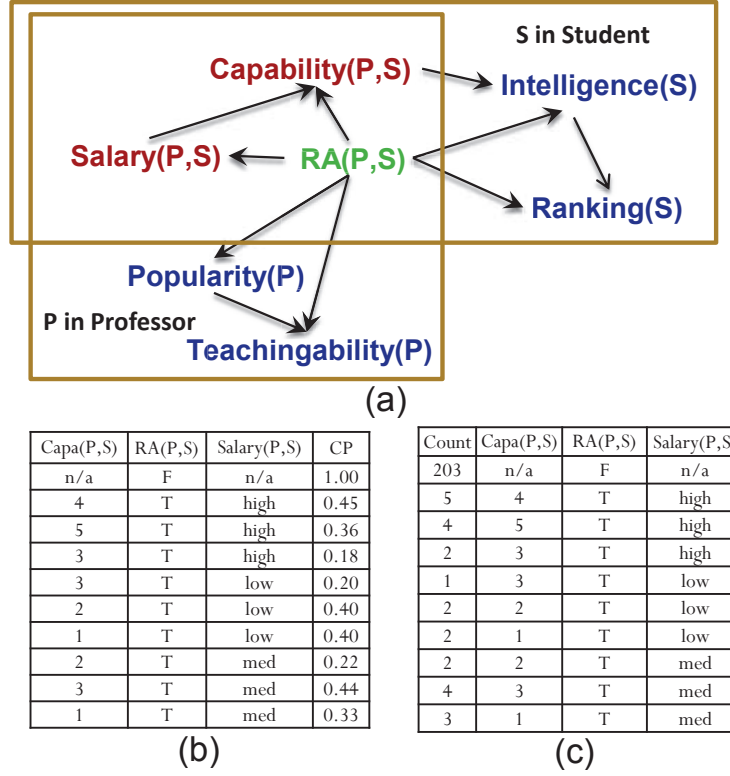 S in Student
Capability(P,S)
Intelligence(S)
Salary(P,S)
RA(P,S)
Ranking(S)
Popularity(P)
P in Professor
Teachingability(P)
(a)
Capa(P,S) RA(P,S) Salary(P,S) CP
n/a F n/a 1.00
4 T high 0.45
5 T high 0.36
3 T high 0.18
3 T low 0.20
2 T low 0.40
1 T low 0.40
2 T med 0.22
3 T med 0.44
1 T med 0.33
(b)
Count Capa(P,S) RA(P,S) Salary(P,S
203 n/a F n/a
5 4 T high
4 5 T high
2 3 T high
1 3 T low
2 2 T low
2 1 T low
2 2 T med
4 3 T med
3 1 T med
(c)